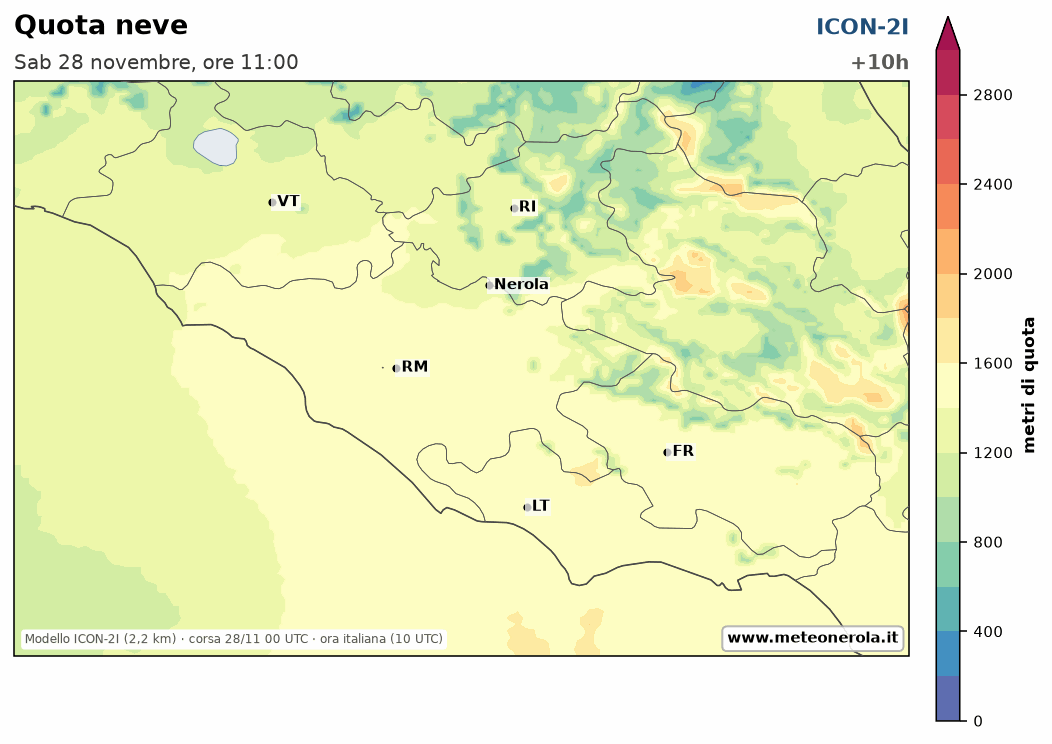 Quota neve
ICON-2I
Sab 28 novembre, ore 11:00
+10h
VT
RI
Nerola
RM
FR
LT
Modello ICON-2I (2,2 km) · corsa 28/11 00 UTC · ora italiana (10 UTC)
www.meteonerola.it
2800
2400
2000
1600
1200
800
400
0
metri di quota